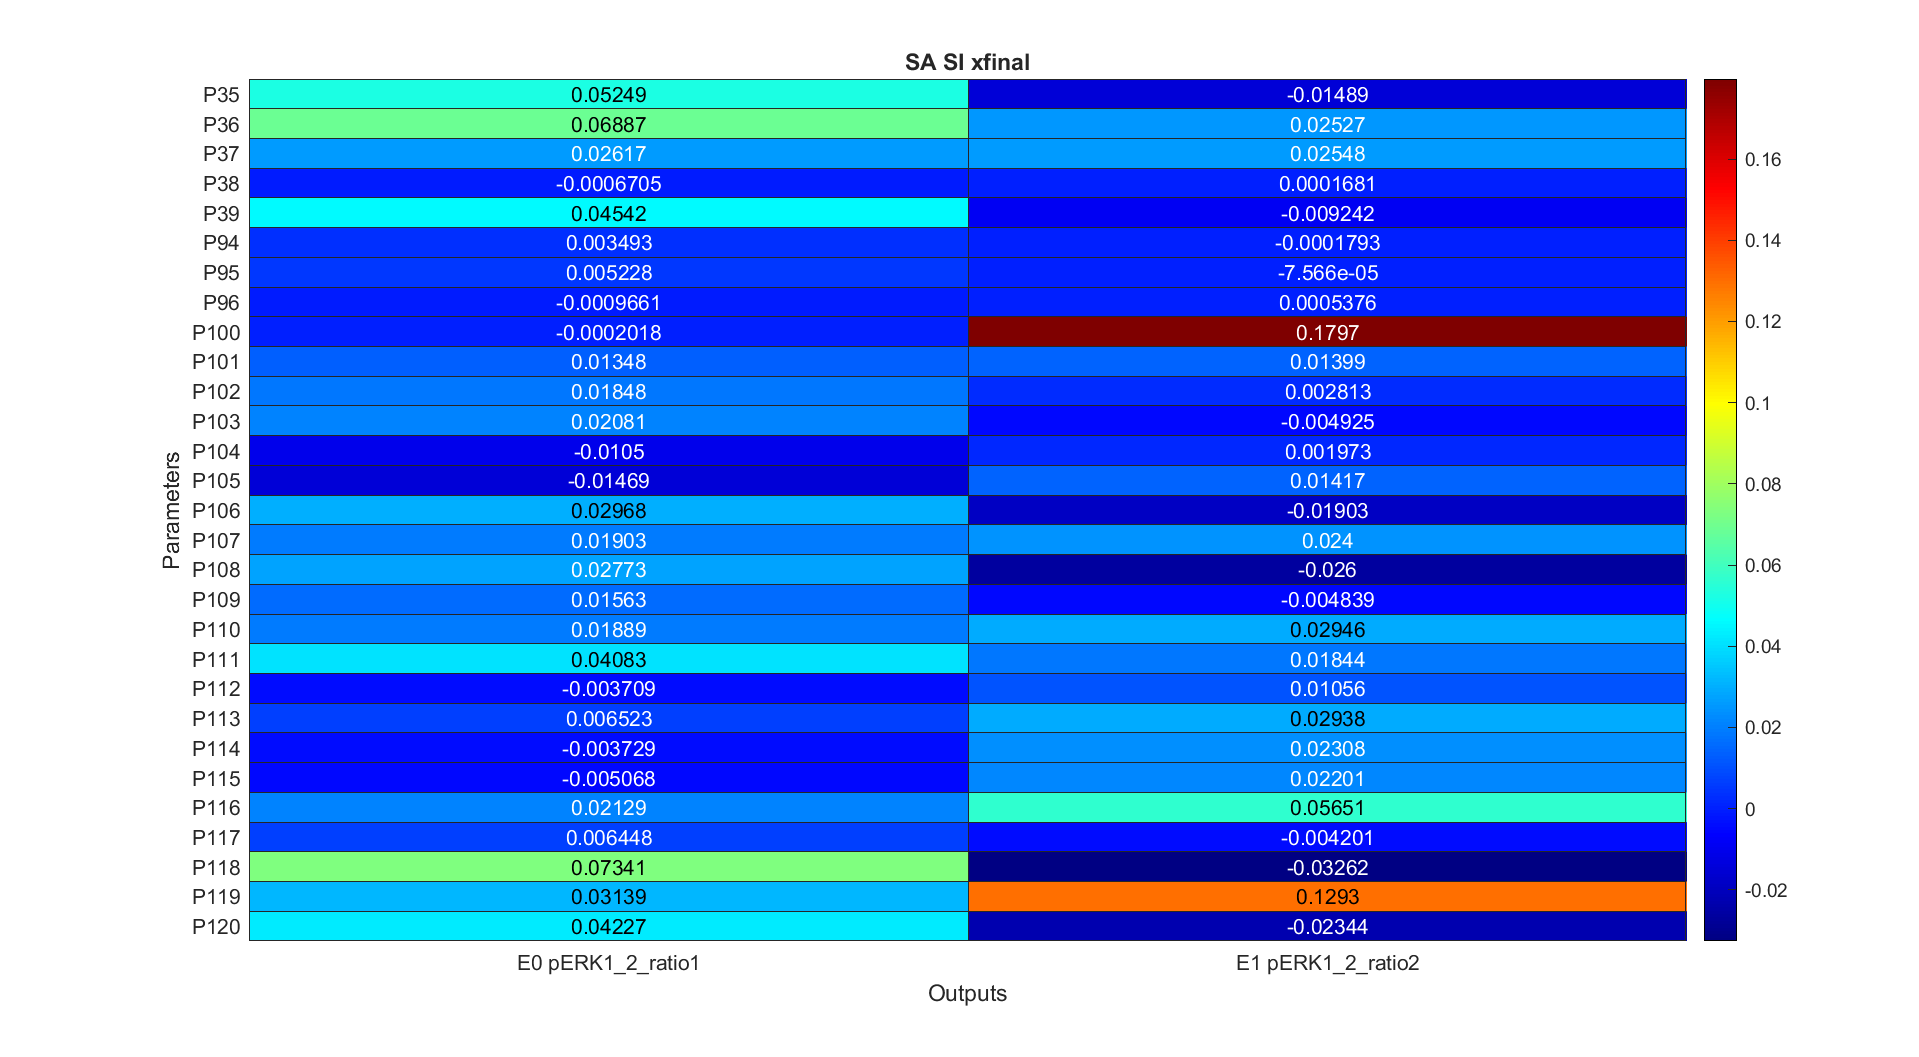 SA SI xfinal
P35 0.05249 -0.01489
P36 0.06887 0.02527
P37 0.02617 0.02548
P38 -0.0006705 0.0001681
P39 0.04542 -0.009242
P94 0.003493 -0.0001793
P95 0.005228 -7.566e-05
P96 -0.0009661 0.0005376
P100 -0.0002018 0.1797
P101 0.01348 0.01399
P102 0.01848 0.002813
P103 0.02081 -0.004925
P104 -0.0105 0.001973
P105 -0.01469 0.01417
P106 0.02968 -0.01903
P107 0.01903 0.024
P108 0.02773 -0.026
P109 0.01563 -0.004839
P110 0.01889 0.02946
P111 0.04083 0.01844
P112 -0.003709 0.01056
P113 0.006523 0.02938
P114 -0.003729 0.02308
P115 -0.005068 0.02201
P116 0.02129 0.05651
P117 0.006448 -0.004201
P118 0.07341 -0.03262
P119 0.03139 0.1293
P120 0.04227 -0.02344
E0 pERK1_2_ratio1 E1 pERK1_2_ratio2
Outputs
Parameters
0.16
0.14
0.12
0.1
0.08
0.06
0.04
0.02
0
-0.02